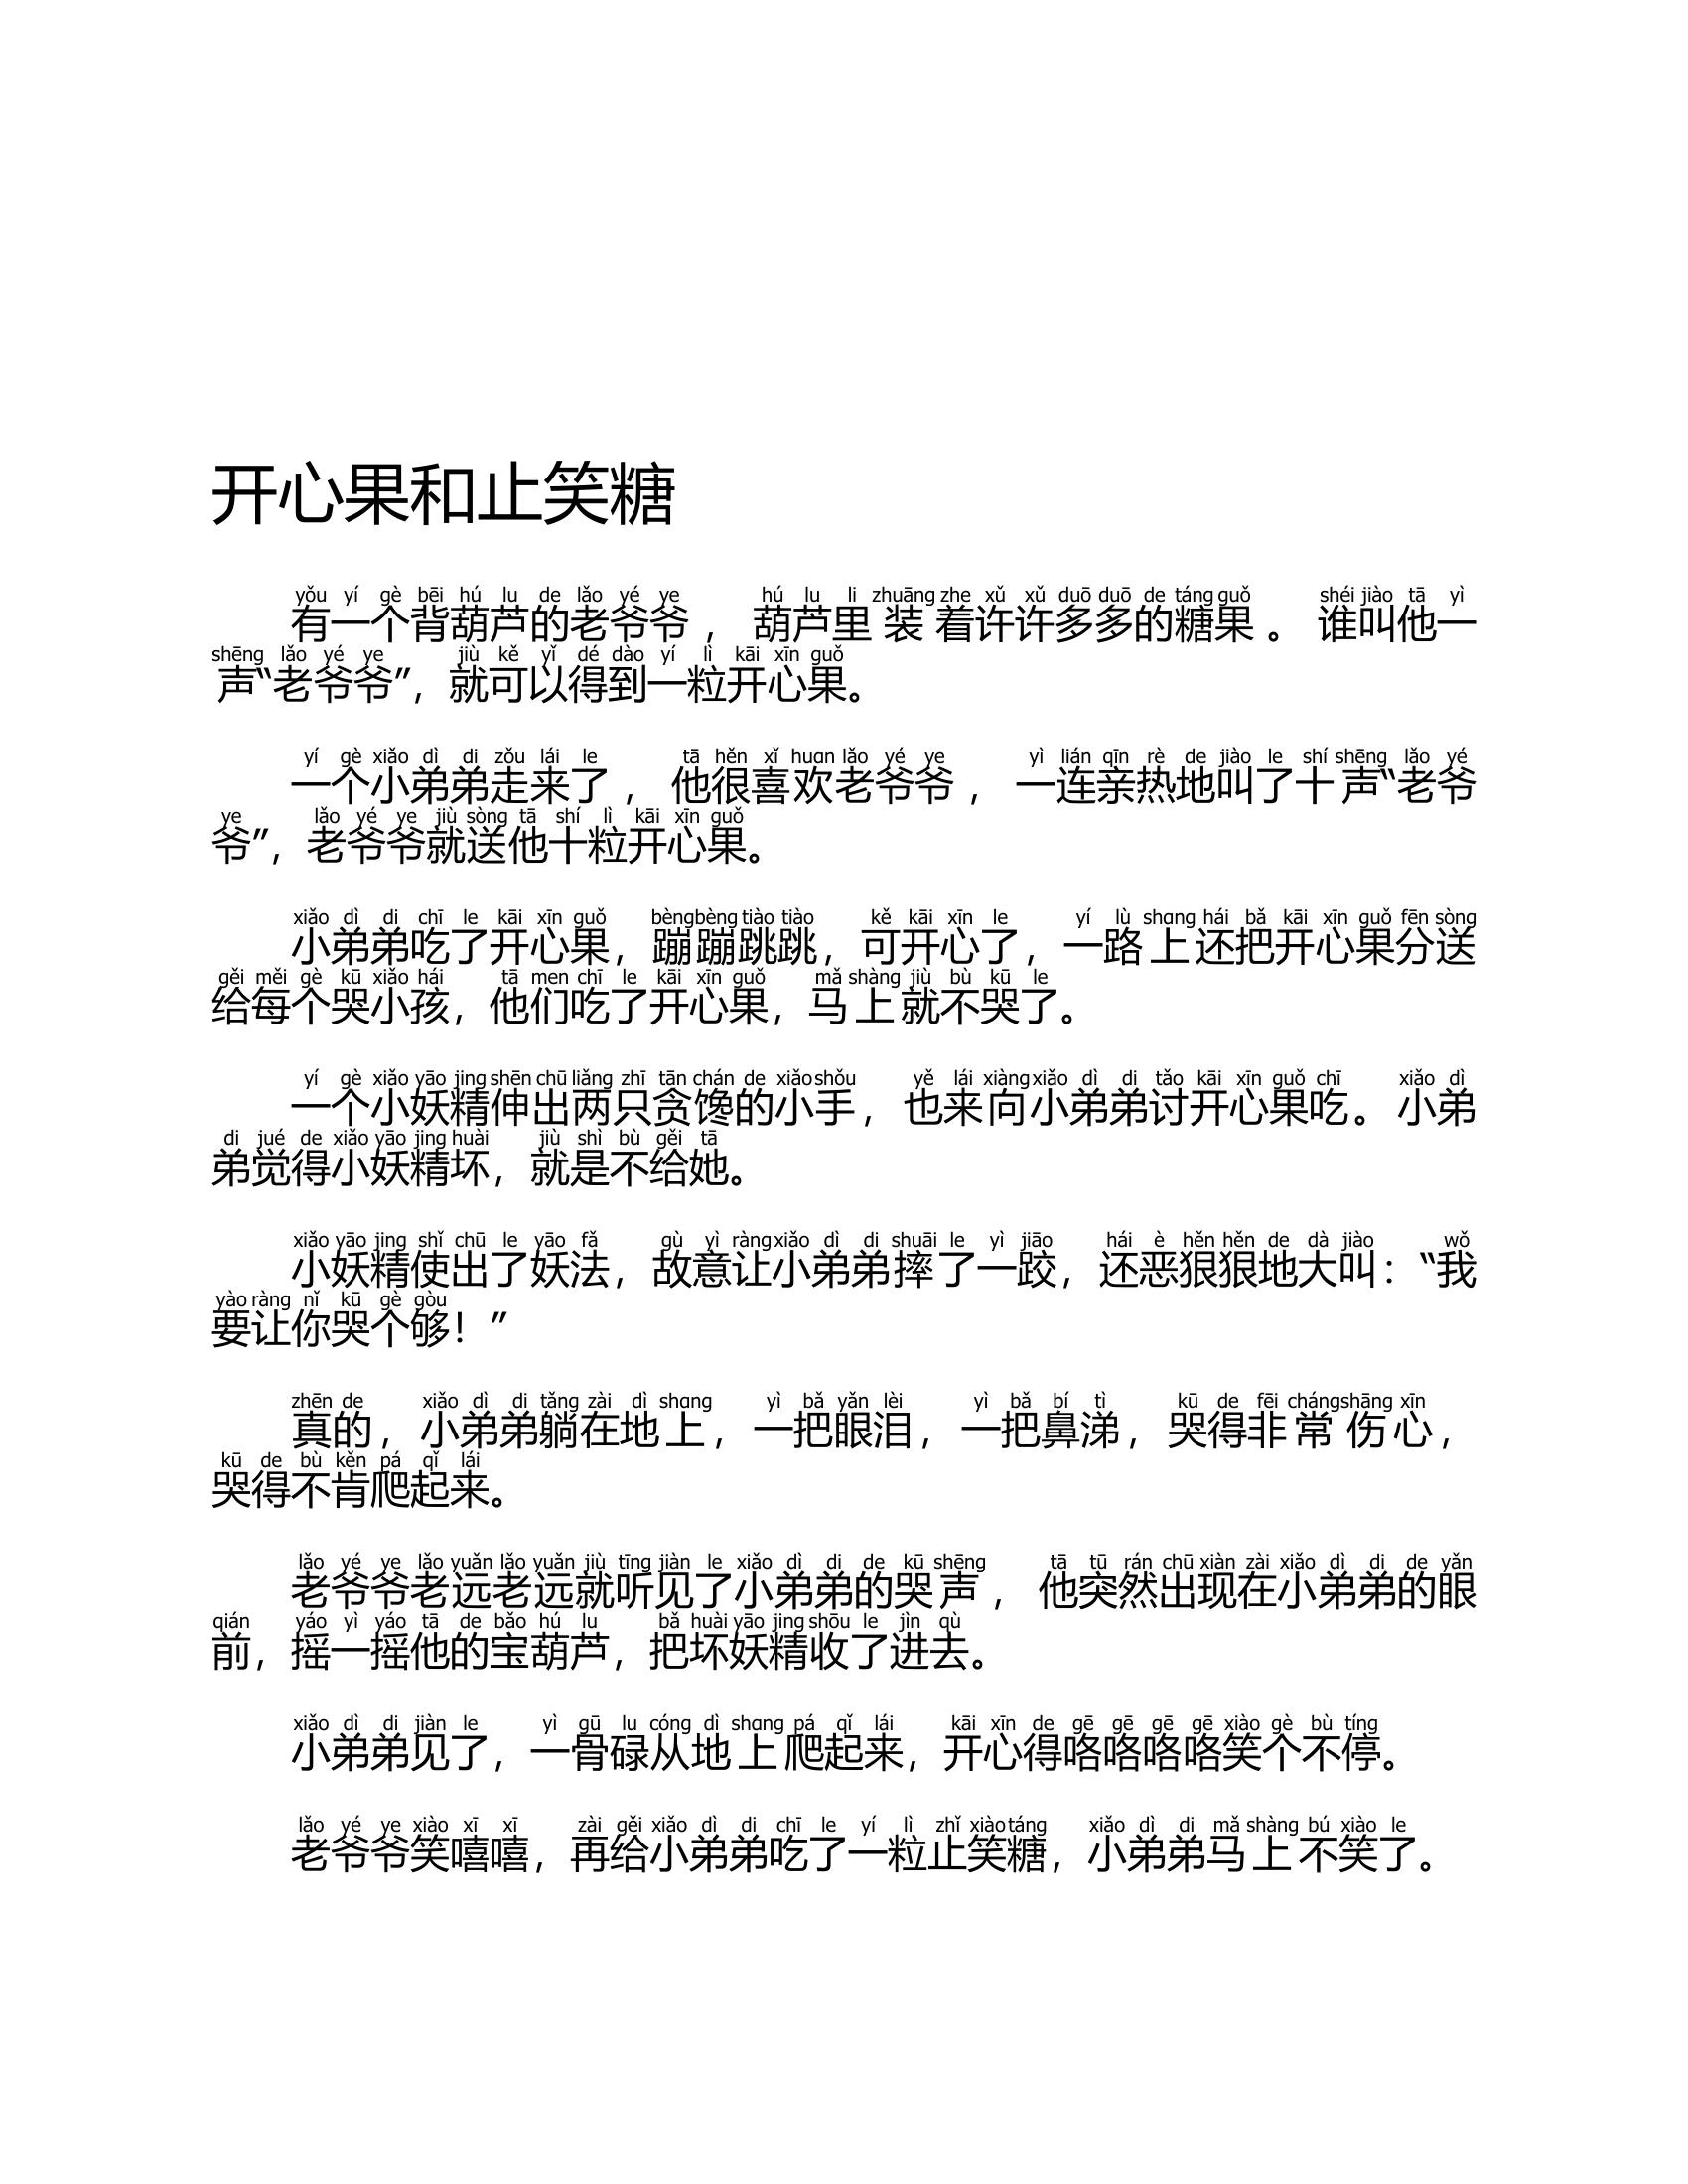 开心果和止笑糖
yǒu yí gè bēi hú lu de lǎo yé ye hú lu li zhuāng zhe xǔ xǔ duō duō de táng guǒ shéi jiào tā yì
有一个背葫芦的老爷爷，葫芦里装着许许多多的糖果。谁叫他一
shēng lǎo yé ye jiù kě yǐ dé dào yí lì kāi xīn guǒ
声“老爷爷”，就可以得到一粒开心果。
yí gè xiǎo dì di zǒu lái le tā hěn xǐ huan lǎo yé ye yì lián qīn rè de jiào le shí shēng lǎo yé
一个小弟弟走来了，他很喜欢老爷爷，一连亲热地叫了十声“老爷
ye lǎo yé ye jiù sòng tā shí lì kāi xīn guǒ
爷”，老爷爷就送他十粒开心果。
xiǎo dì di chī le kāi xīn guǒ bèng bèng tiào tiào kě kāi xīn le yí lù shang hái bǎ kāi xīn guǒ fēn sòng
小弟弟吃了开心果，蹦蹦跳跳，可开心了，一路上还把开心果分送
gěi měi gè kū xiǎo hái tā men chī le kāi xīn guǒ mǎ shàng jiù bù kū le
给每个哭小孩，他们吃了开心果，马上就不哭了。
yí gè xiǎo yāo jing shēn chū liǎng zhī tān chán de xiǎo shǒu yě lái xiàng xiǎo dì di tǎo kāi xīn guǒ chī xiǎo dì
一个小妖精伸出两只贪馋的小手，也来向小弟弟讨开心果吃。小弟
di jué de xiǎo yāo jing huài jiù shì bù gěi tā
弟觉得小妖精坏，就是不给她。
xiǎo yāo jing shǐ chū le yāo fǎ gù yì ràng xiǎo dì di shuāi le yì jiāo hái è hěn hěn de dà jiào wǒ
小妖精使出了妖法，故意让小弟弟摔了一跤，还恶狠狠地大叫：“我
yào ràng nǐ kū gè gòu
要让你哭个够！”
zhēn de xiǎo dì di tǎng zài dì shang yì bǎ yǎn lèi yì bǎ bí tì kū de fēi cháng shāng xīn
真的，小弟弟躺在地上，一把眼泪，一把鼻涕，哭得非常伤心，
kū de bù kěn pá qǐ lái
哭得不肯爬起来。
lǎo yé ye lǎo yuǎn lǎo yuǎn jiù tīng jiàn le xiǎo dì di de kū shēng tā tū rán chū xiàn zài xiǎo dì di de yǎn
老爷爷老远老远就听见了小弟弟的哭声，他突然出现在小弟弟的眼
qián yáo yì yáo tā de bǎo hú lu bǎ huài yāo jing shōu le jìn qù
前，摇一摇他的宝葫芦，把坏妖精收了进去。
xiǎo dì di jiàn le yì gū lu cóng dì shang pá qǐ lái kāi xīn de gē gē gē gē xiào gè bù tíng
小弟弟见了，一骨碌从地上爬起来，开心得咯咯咯咯笑个不停。
lǎo yé ye xiào xī xī zài gěi xiǎo dì di chī le yí lì zhǐ xiào táng xiǎo dì di mǎ shàng bú xiào le
老爷爷笑嘻嘻，再给小弟弟吃了一粒止笑糖，小弟弟马上不笑了。